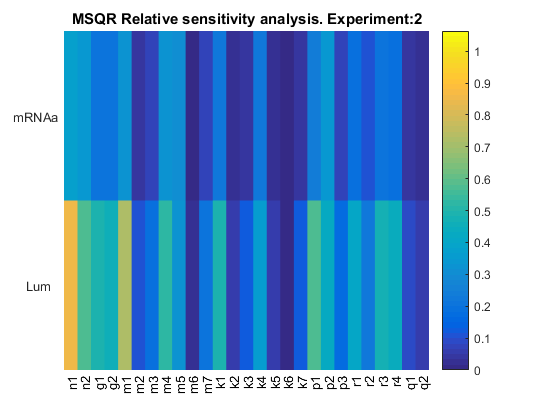 MSQR Relative sensitivity analysis. Experiment:2
mRNAa
Lum
1
0.9
0.8
0.7
0.6
0.5
0.4
0.3
0.2
0.1
0
n1 n2 g1 g2 m1 m2 m3 m4 m5 m6 m7 k1 k2 k3 k4 k5 k6 k7 p1 p2 p3 r1 r2 r3 r4 q1 q2